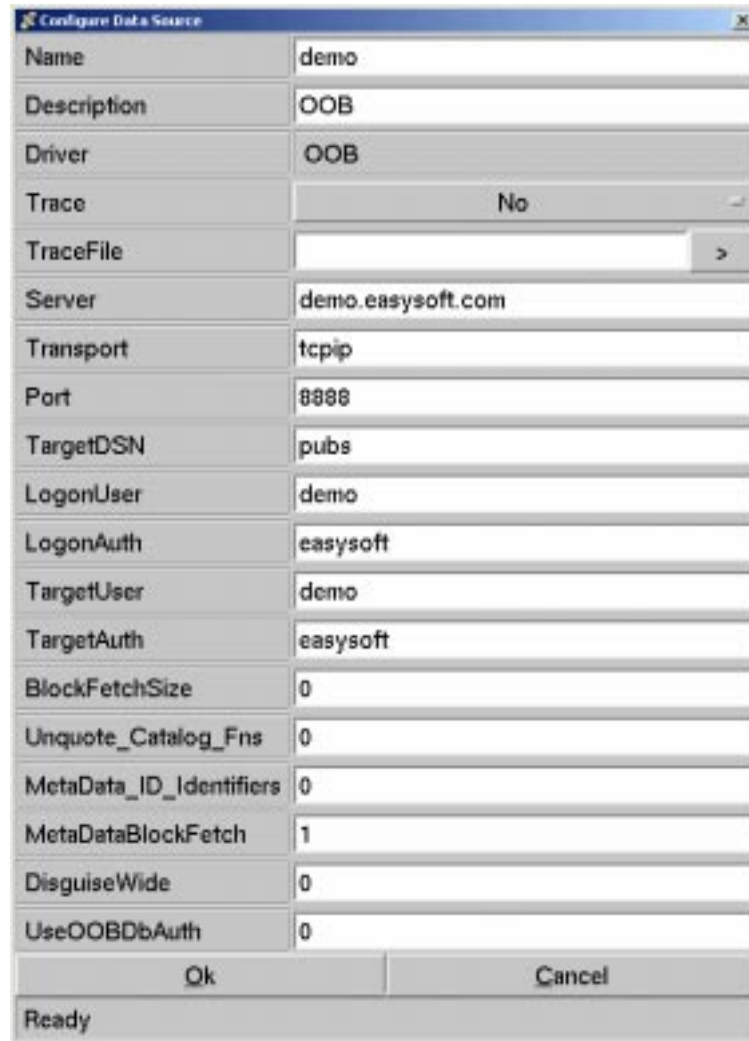 Configure Data Source
Name demo
Description OOB
Driver OOB
Trace No
TraceFile >
Server demo.easysoft.com
Transport tcpip
Port 8888
TargetDSN pubs
LogonUser demo
LogonAuth easysoft
TargetUser demo
TargetAuth easysoft
BlockFetchSize 0
Unquote_Catalog_Fns 0
MetaData_ID_Identifiers 0
MetaDataBlockFetch 1
DisguiseWide 0
UseOOBDbAuth 0
Ok Cancel
Ready